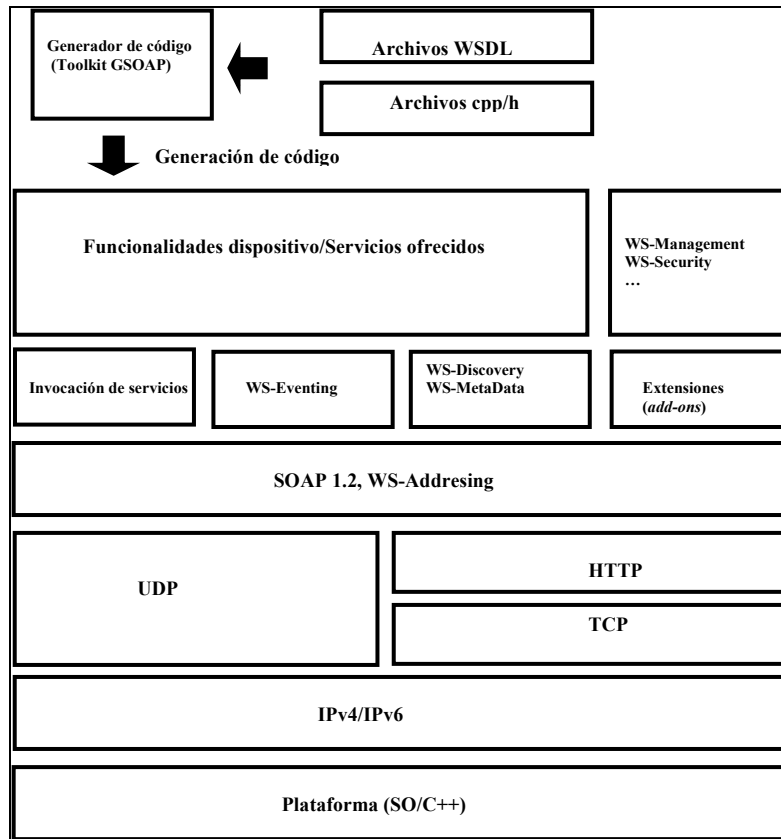 Generador de código
(Toolkit GSOAP)
Archivos WSDL
Archivos cpp/h
Generación de código
Funcionalidades dispositivo/Servicios ofrecidos
WS-Management
WS-Security
…
Invocación de servicios
WS-Eventing
WS-Discovery
WS-MetaData
Extensiones
(add-ons)
SOAP 1.2, WS-Addresing
UDP
HTTP
TCP
IPv4/IPv6
Plataforma (SO/C++)